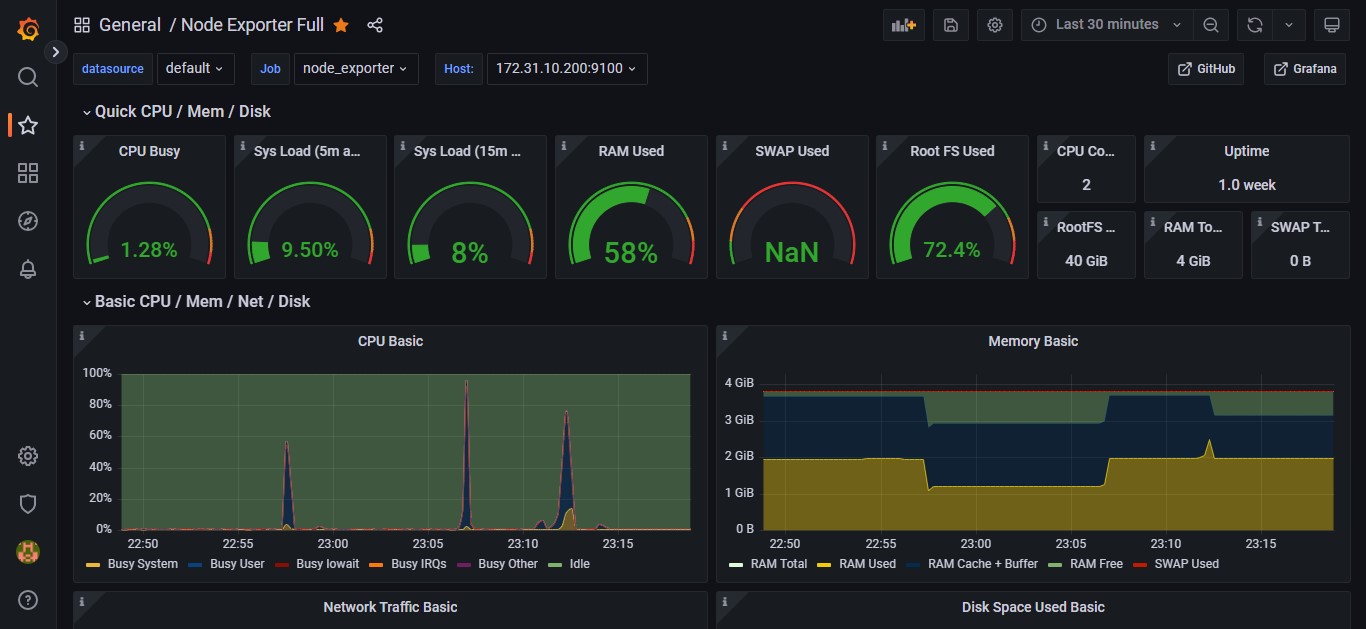 General / Node Exporter Full
Last 30 minutes
datasource default Job node_exporter Host: 172.31.10.200:9100 GitHub Grafana
Quick CPU / Mem / Disk
CPU Busy
1.28%
Sys Load (5m a...
9.50%
Sys Load (15m ...
8%
RAM Used
58%
SWAP Used
NaN
Root FS Used
72.4%
CPU Co...
2
Uptime
1.0 week
RootFS ...
40 GiB
RAM To...
4 GiB
SWAP T...
0 B
Basic CPU / Mem / Net / Disk
CPU Basic
100%
80%
60%
40%
20%
0%
22:50 22:55 23:00 23:05 23:10 23:15
Busy System Busy User Busy Iowait Busy IRQs Busy Other Idle
Memory Basic
4 GiB
3 GiB
2 GiB
1 GiB
0 B
22:50 22:55 23:00 23:05 23:10 23:15
RAM Total RAM Used RAM Cache + Buffer RAM Free SWAP Used
Network Traffic Basic
Disk Space Used Basic